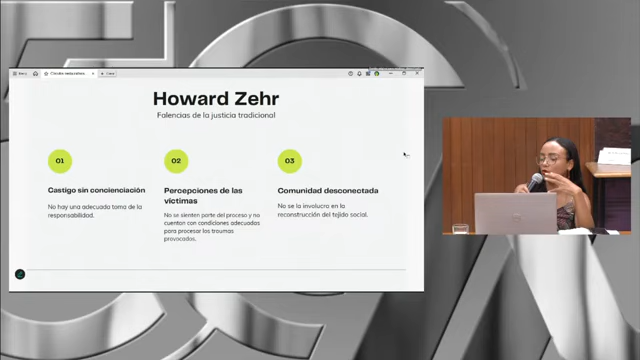 Howard Zehr
Falencias de la justicia tradicional
01
Castigo sin concienciación
No hay una adecuada toma de la
responsabilidad.
02
Percepciones de las
víctimas
No se sienten parte del proceso y no
cuentan con condiciones adecuadas
para procesar los traumas
provocados.
03
Comunidad desconectada
No se la involucra en la
reconstrucción del tejido social.